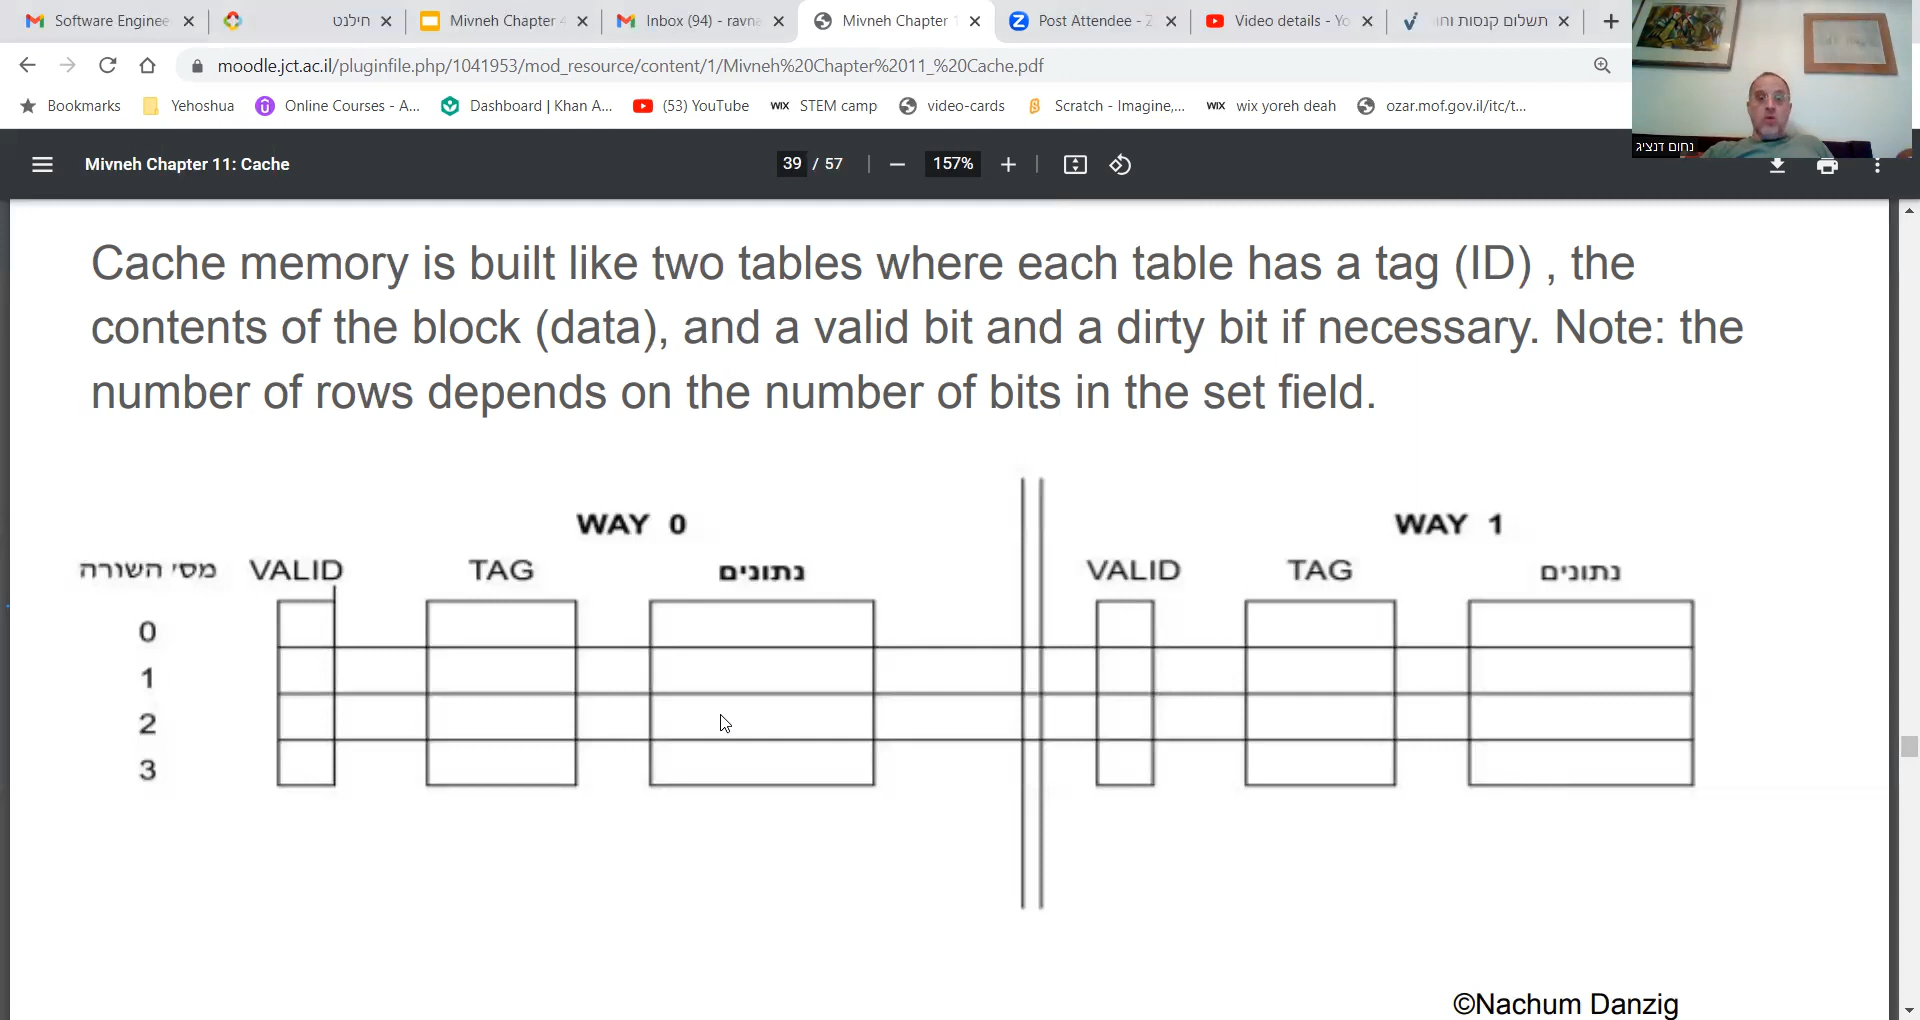 Software Enginee
חילנט
Mivneh Chapter
Inbox (94) - ravna
Mivneh Chapter
Post Attendee - Z
Video details - Yo
תשלום קנסות
moodle.jct.ac.il/pluginfile.php/1041953/mod_resource/content/1/Mivneh%20Chapter%2011_%20Cache.pdf
Bookmarks Yehoshua Online Courses - A... Dashboard | Khan A... (53) YouTube WIX STEM camp video-cards Scratch - Imagine,... WIX wix yoreh deah ozar.mof.gov.il/itc/t...
נחום דנציג
Mivneh Chapter 11: Cache 39 / 57 157%
Cache memory is built like two tables where each table has a tag (ID) , the
contents of the block (data), and a valid bit and a dirty bit if necessary. Note: the
number of rows depends on the number of bits in the set field.
WAY 0 WAY 1
מס' השורה VALID TAG נתונים VALID TAG נתונים
0
1
2
3
©Nachum Danzig